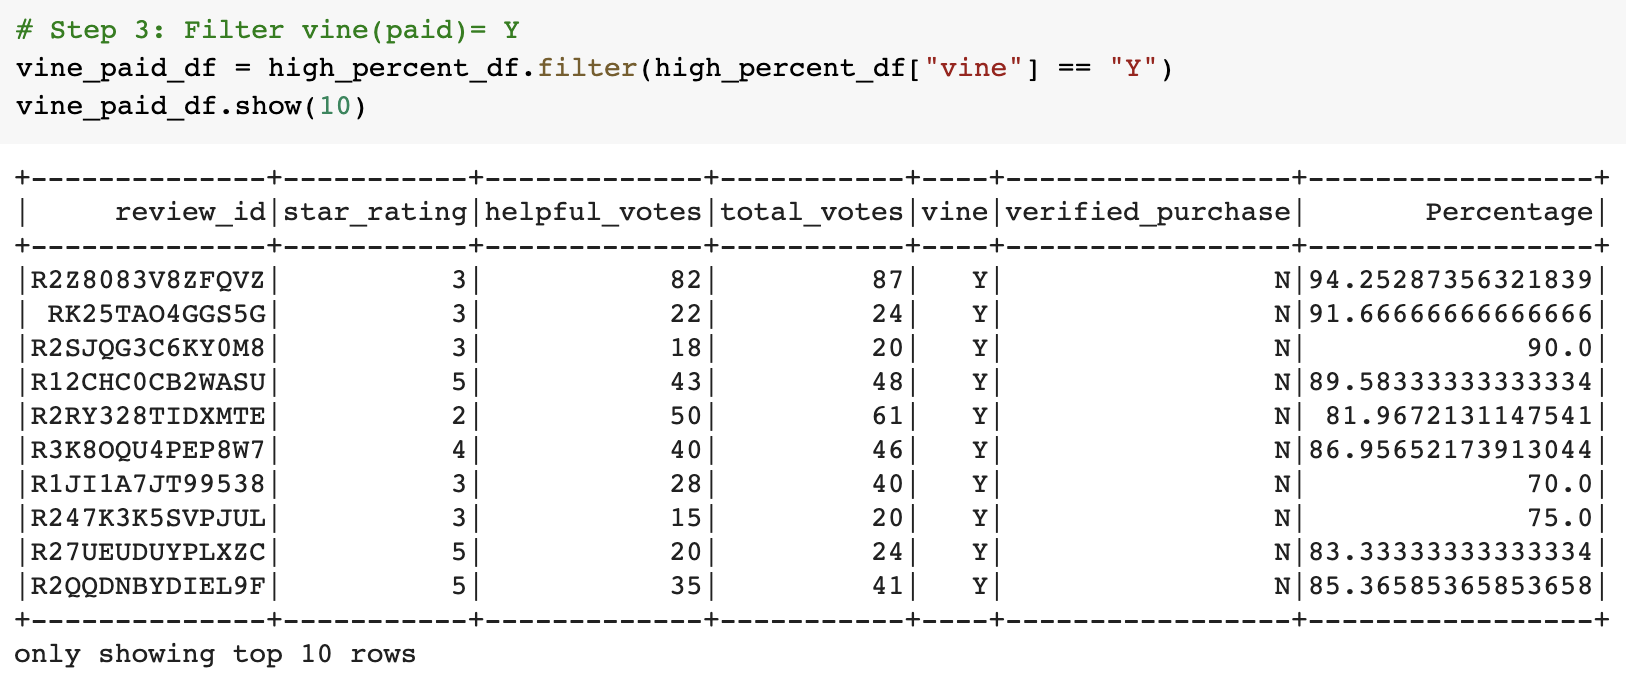 # Step 3: Filter vine(paid)= Y
vine_paid_df = high_percent_df.filter(high_percent_df["vine"] == "Y")
vine_paid_df.show(10)
+--------------+-----------+-------------+-----------+----+-----------------+-----------------+
|     review_id|star_rating|helpful_votes|total_votes|vine|verified_purchase|       Percentage|
+--------------+-----------+-------------+-----------+----+-----------------+-----------------+
|R2Z8083V8ZFQVZ|          3|           82|         87|   Y|                N|94.25287356321839|
| RK25TAO4GGS5G|          3|           22|         24|   Y|                N|91.66666666666666|
|R2SJQG3C6KY0M8|          3|           18|         20|   Y|                N|             90.0|
|R12CHC0CB2WASU|          5|           43|         48|   Y|                N|89.58333333333334|
|R2RY328TIDXMTE|          2|           50|         61|   Y|                N| 81.9672131147541|
|R3K8OQU4PEP8W7|          4|           40|         46|   Y|                N|86.95652173913044|
|R1JI1A7JT99538|          3|           28|         40|   Y|                N|             70.0|
|R247K3K5SVPJUL|          3|           15|         20|   Y|                N|             75.0|
|R27UEUDUYPLXZC|          5|           20|         24|   Y|                N|83.33333333333334|
|R2QQDNBYDIEL9F|          5|           35|         41|   Y|                N|85.36585365853658|
+--------------+-----------+-------------+-----------+----+-----------------+-----------------+
only showing top 10 rows